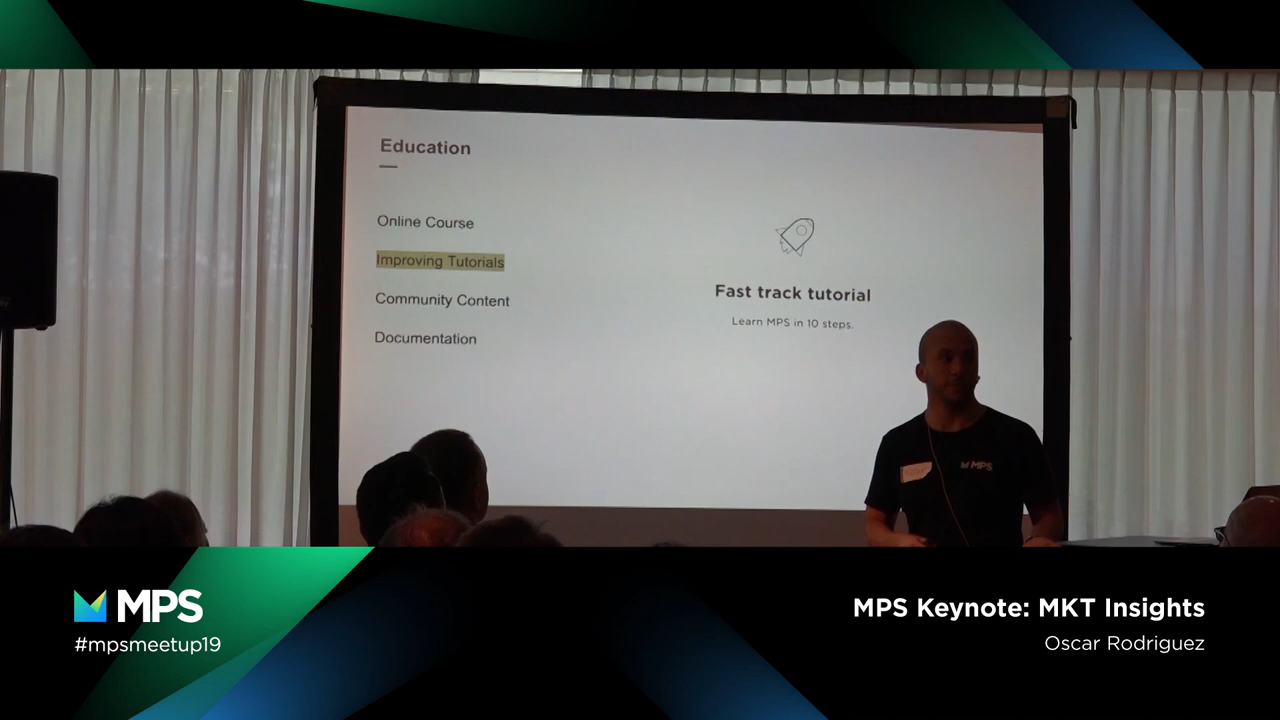 Education
Online Course
Improving Tutorials
Community Content
Documentation
Fast track tutorial
Learn MPS in 10 steps.
MPS
MPS
#mpsmeetup19
MPS Keynote: MKT Insights
Oscar Rodriguez